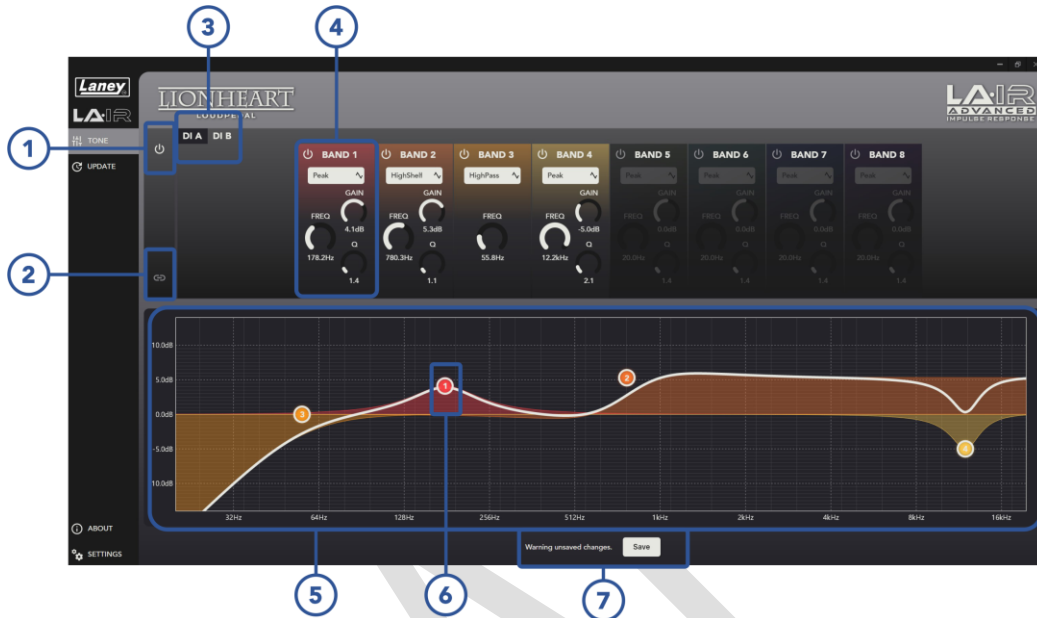 3
4
Laney
LIONHEART
LOUDPEDAL
LA·IR
ADVANCED
IMPULSE RESPONSE
LA·IR
1
TONE
UPDATE
DI A DI B
BAND 1 BAND 2 BAND 3 BAND 4 BAND 5 BAND 6 BAND 7 BAND 8
Peak HighShelf HighPass Peak Peak Peak Peak Peak
GAIN GAIN GAIN GAIN GAIN GAIN GAIN
FREQ FREQ FREQ FREQ FREQ FREQ FREQ FREQ
4.1dB 5.3dB -5.0dB 0.0dB 0.0dB 0.0dB 0.0dB
Q Q Q Q Q Q Q
178.2Hz 780.3Hz 55.8Hz 12.2kHz 20.0Hz 20.0Hz 20.0Hz 20.0Hz
1.4 1.1 2.1 1.4 1.4 1.4 1.4
2
10.0dB
5.0dB
0.0dB
-5.0dB
10.0dB
3
1
2
4
32Hz 64Hz 128Hz 256Hz 512Hz 1kHz 2kHz 4kHz 8kHz 16kHz
ABOUT
SETTINGS
Warning unsaved changes. Save
5
6
7